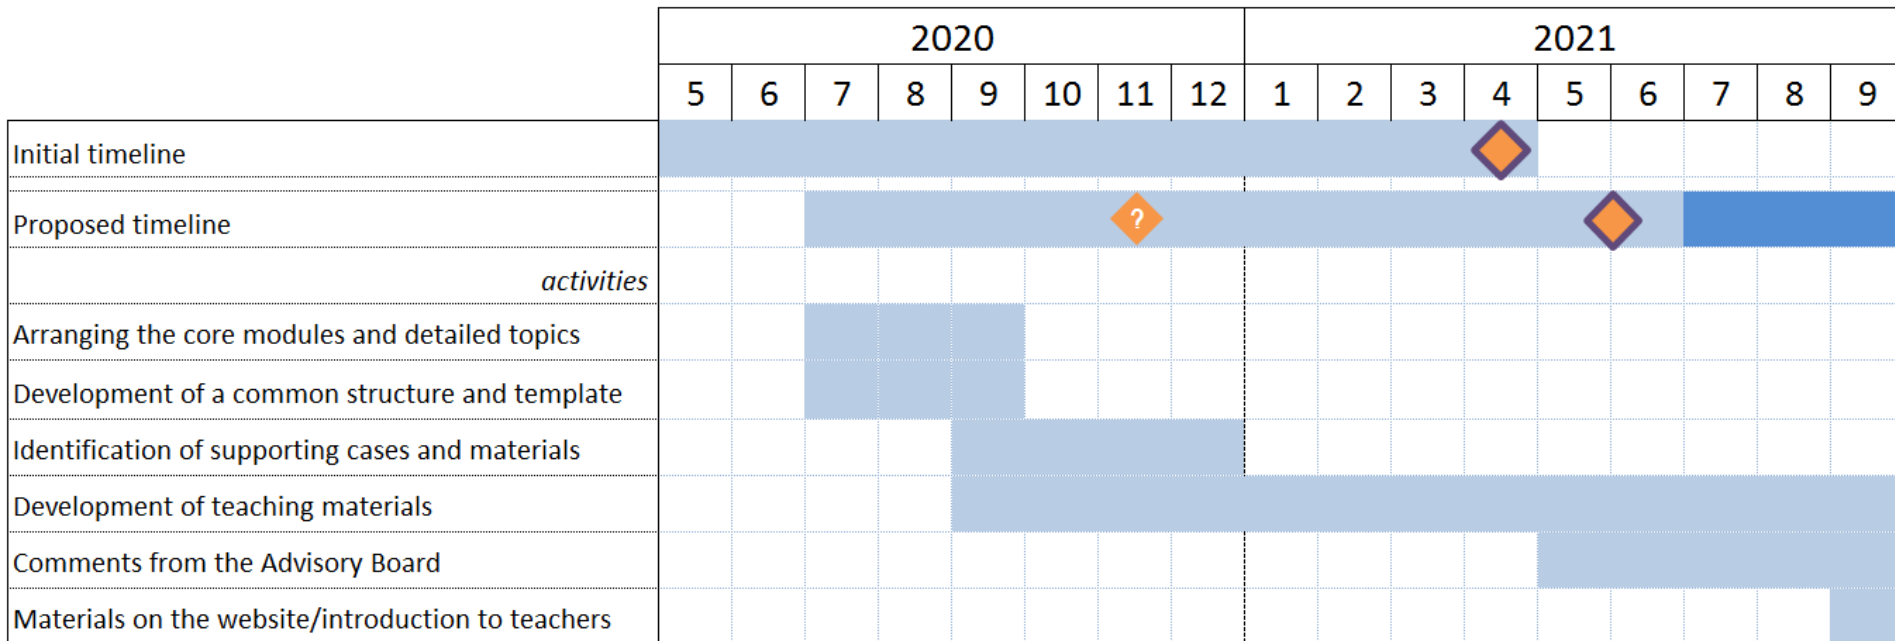 2020 2021
5 6 7 8 9 10 11 12 1 2 3 4 5 6 7 8 9
Initial timeline
Proposed timeline ?
activities
Arranging the core modules and detailed topics
Development of a common structure and template
Identification of supporting cases and materials
Development of teaching materials
Comments from the Advisory Board
Materials on the website/introduction to teachers